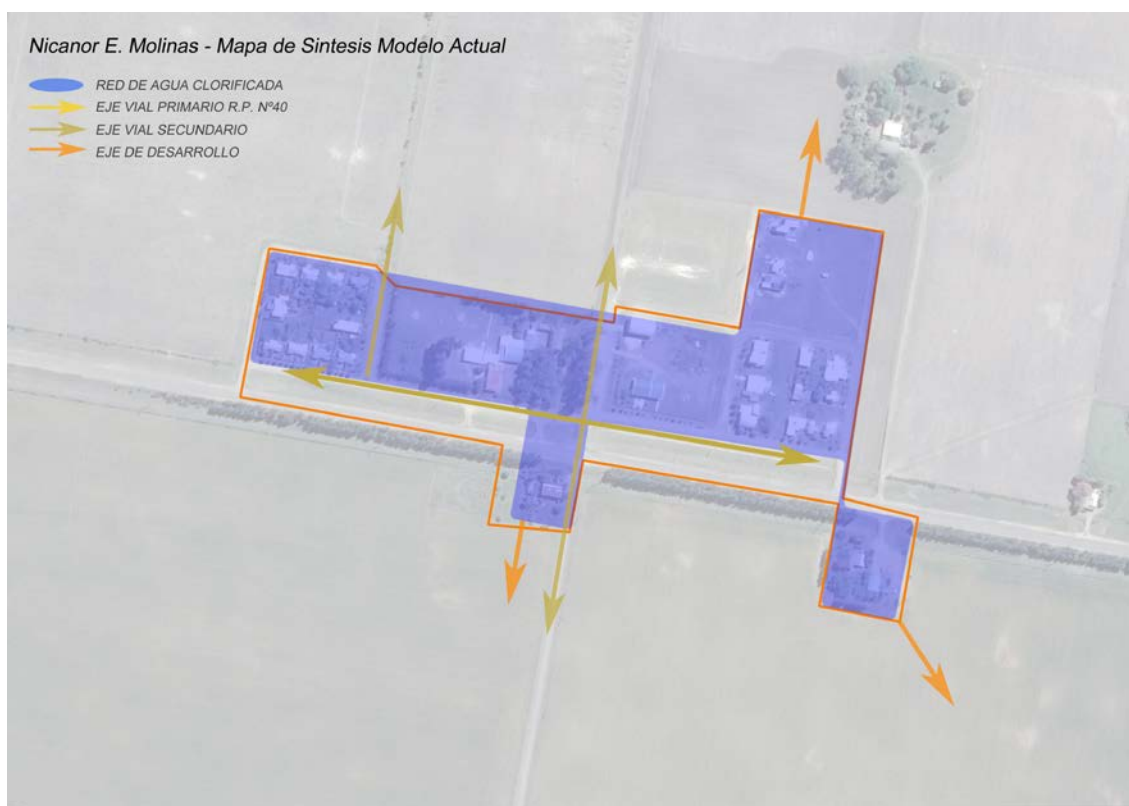 Nicanor E. Molinas - Mapa de Sintesis Modelo Actual
RED DE AGUA CLORIFICADA
EJE VIAL PRIMARIO R.P. Nº40
EJE VIAL SECUNDARIO
EJE DE DESARROLLO